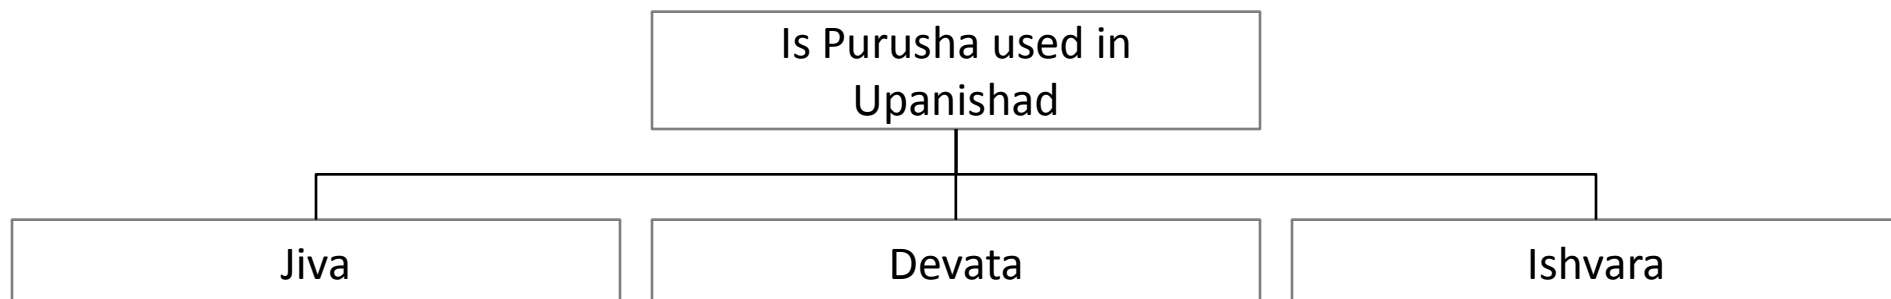 Is Purusha used in
Upanishad
Jiva
Devata
Ishvara